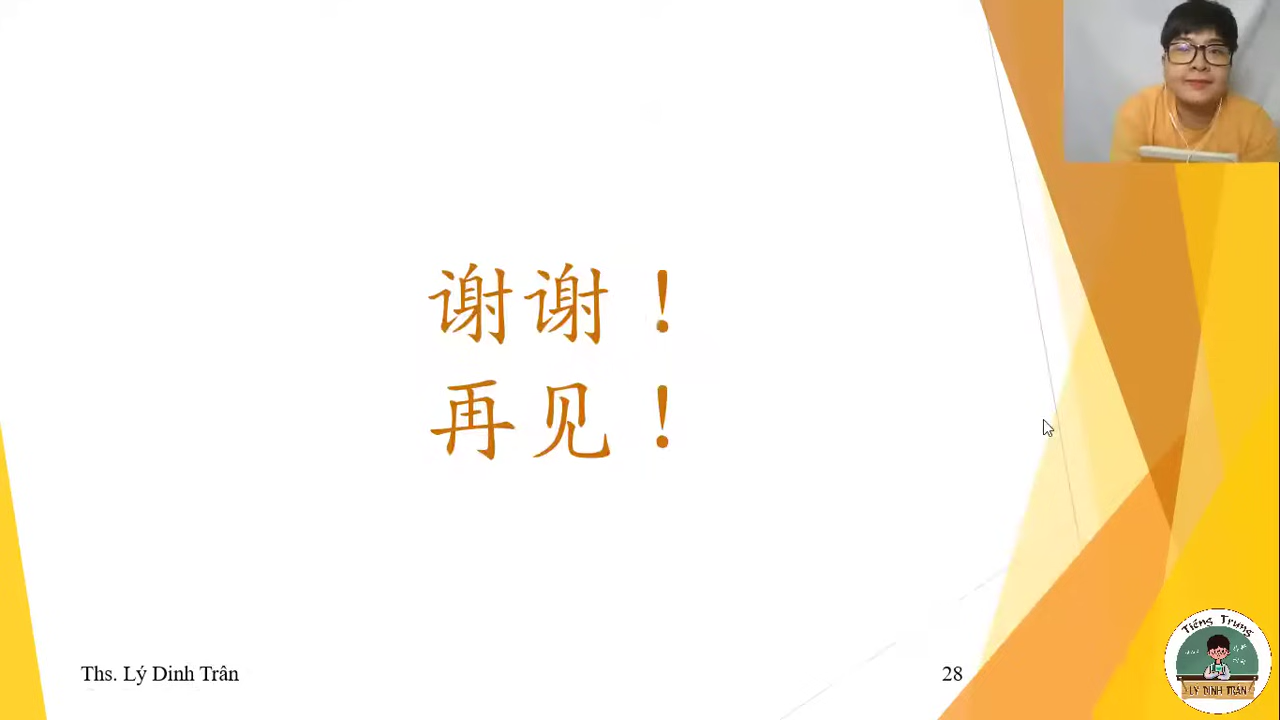 谢谢！
再见！
Ths. Lý Dinh Trân
28
Tiếng Trung
LÝ DINH TRÂN